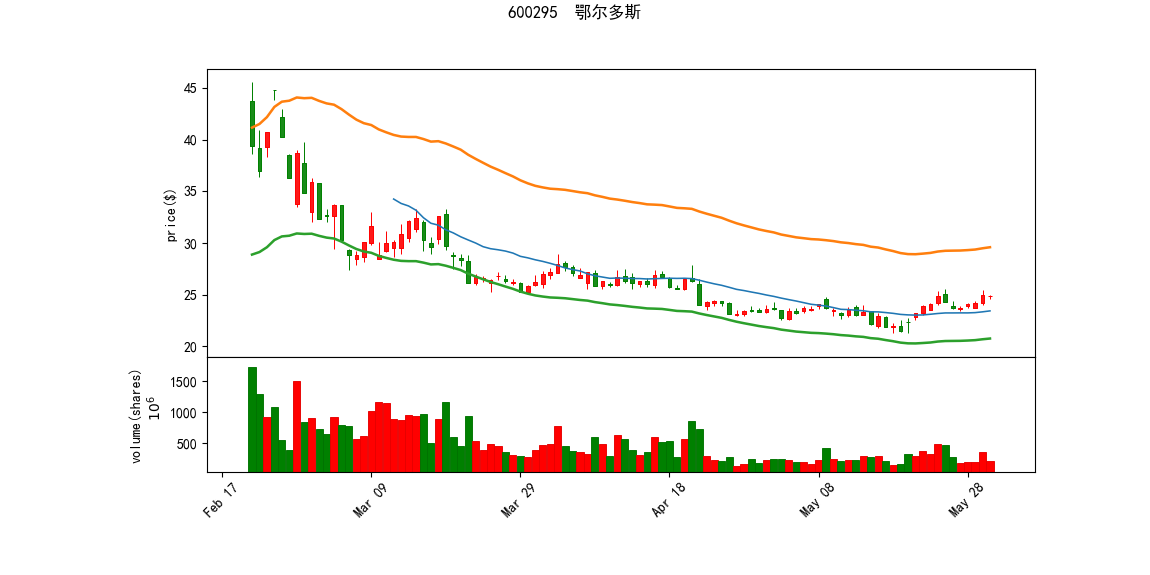 600295 鄂尔多斯
price($)
45
40
35
30
25
20
volume(shares)
10^6
1500
1000
500
Feb 17
Mar 09
Mar 29
Apr 18
May 08
May 28